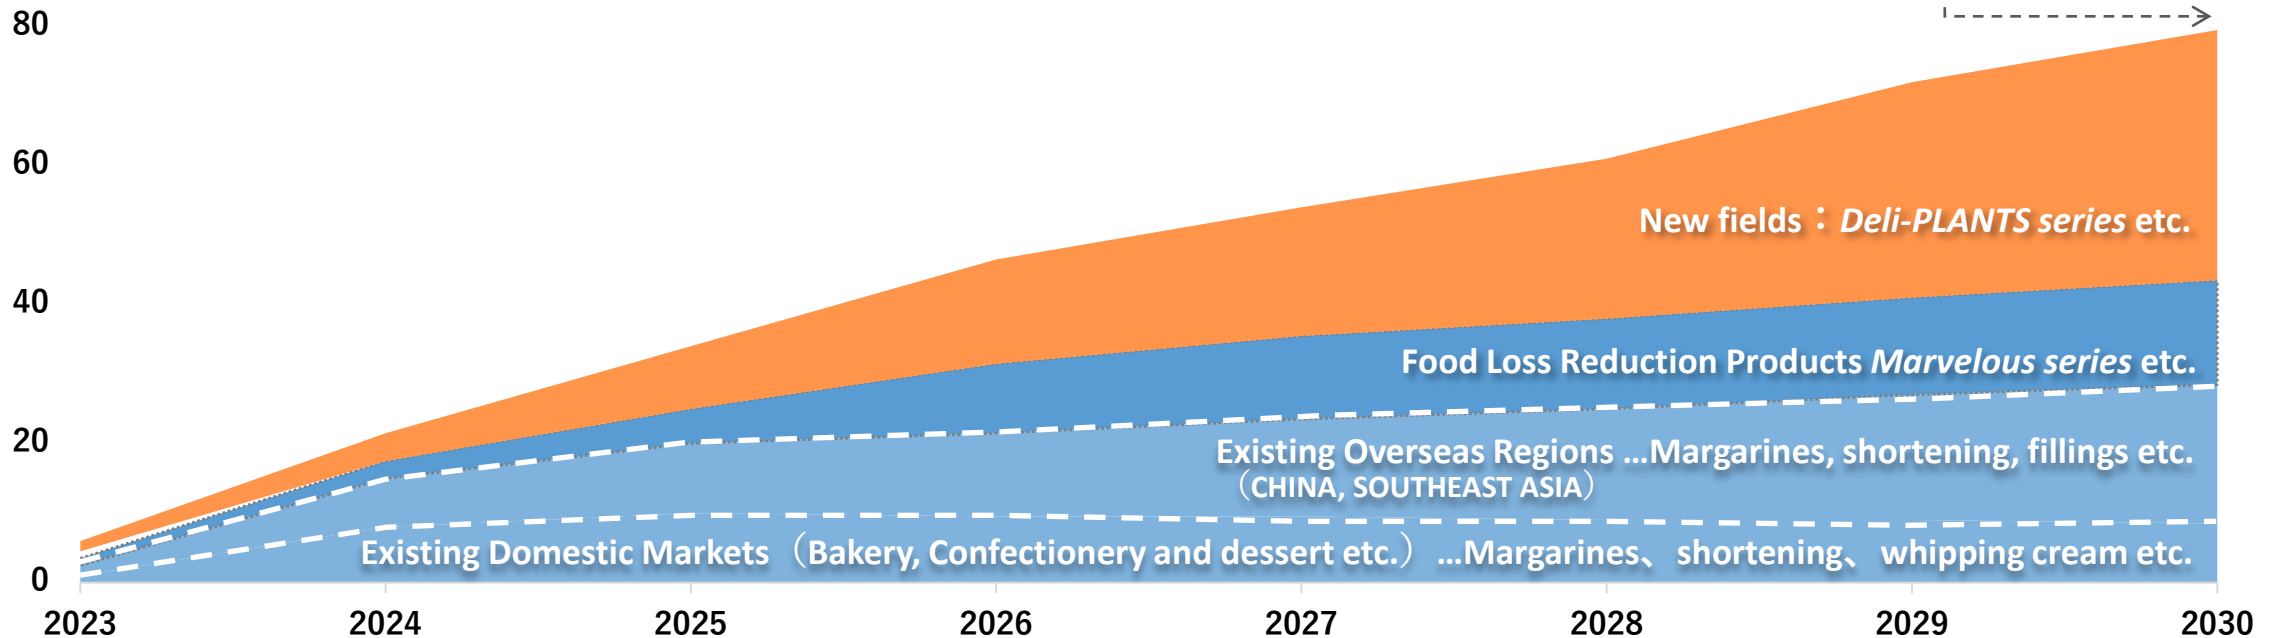 80
60
40
20
0
New fields：Deli-PLANTS series etc.
Food Loss Reduction Products Marvelous series etc.
Existing Overseas Regions …Margarines, shortening, fillings etc.
（CHINA, SOUTHEAST ASIA）
Existing Domestic Markets（Bakery, Confectionery and dessert etc.）…Margarines、shortening、whipping cream etc.
2023 2024 2025 2026 2027 2028 2029 2030